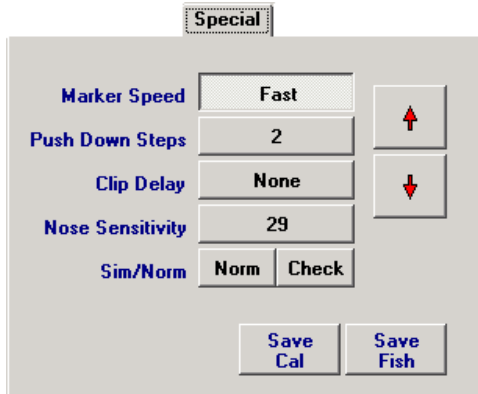 Special
Marker Speed Fast
Push Down Steps 2
Clip Delay None
Nose Sensitivity 29
Sim/Norm Norm Check
Save Save
Cal Fish